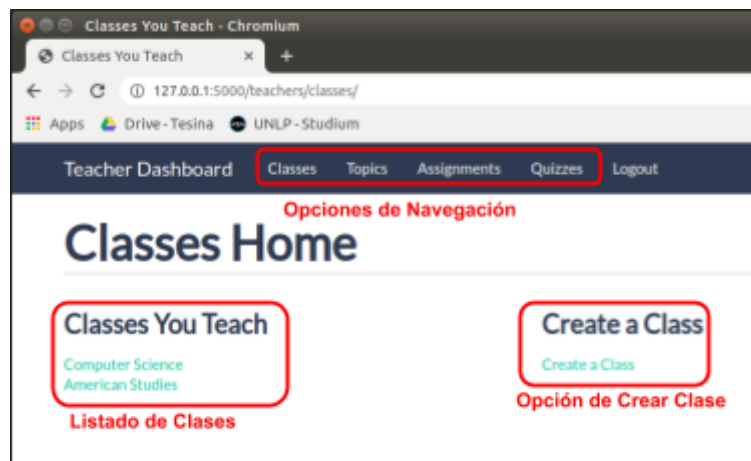 Classes You Teach - Chromium
Classes You Teach × +
127.0.0.1:5000/teachers/classes/
Apps Drive-Tesina UNLP-Studium
Teacher Dashboard Classes Topics Assignments Quizzes Logout
Opciones de Navegación
Classes Home
Classes You Teach Create a Class
Computer Science Create a Class
American Studies
Listado de Clases Opción de Crear Clase